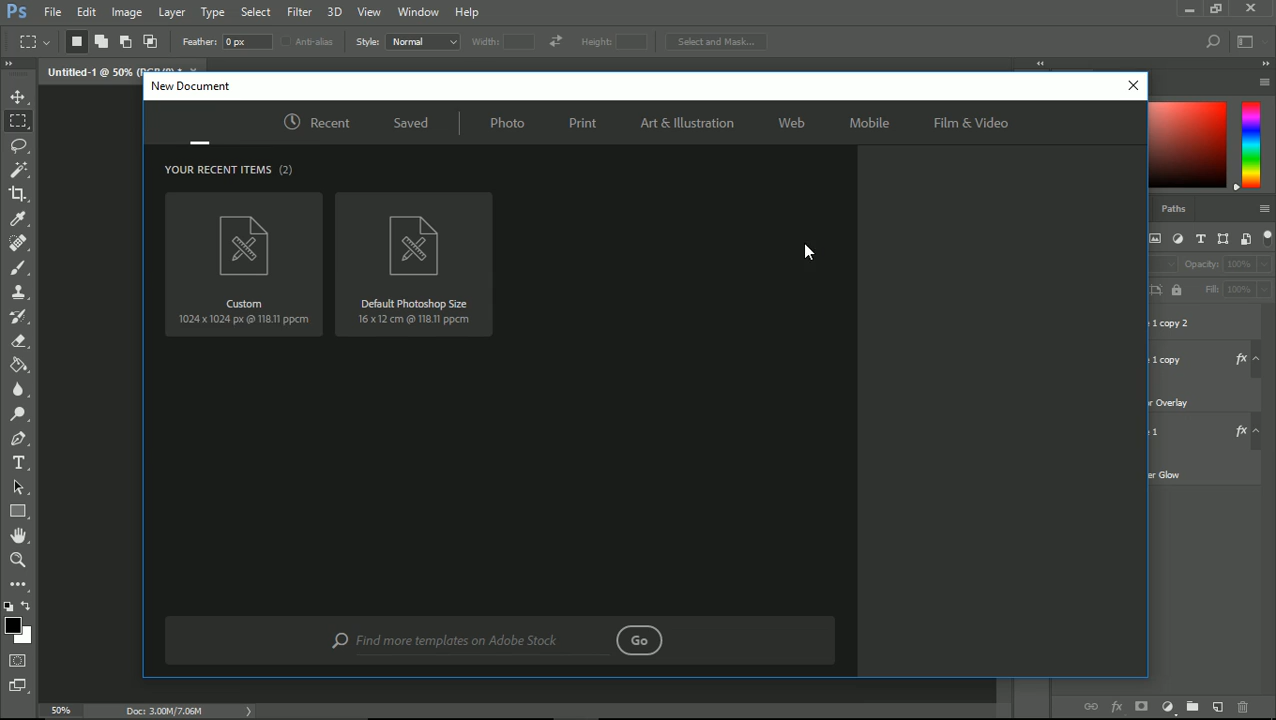 Ps File Edit Image Layer Type Select Filter 3D View Window Help
Feather: 0 px Anti-alias Style: Normal Width: Height: Select and Mask...
Untitled-1 @ 50%
New Document
Recent Saved Photo Print Art & Illustration Web Mobile Film & Video
YOUR RECENT ITEMS (2)
Custom
1024 x 1024 px @ 118.11 ppcm
Default Photoshop Size
16 x 12 cm @ 118.11 ppcm
Find more templates on Adobe Stock Go
Paths
Opacity: 100%
Fill: 100%
1 copy 2
1 copy fx
Overlay
1 fx
Glow
50% Doc: 3.00M/7.06M
fx